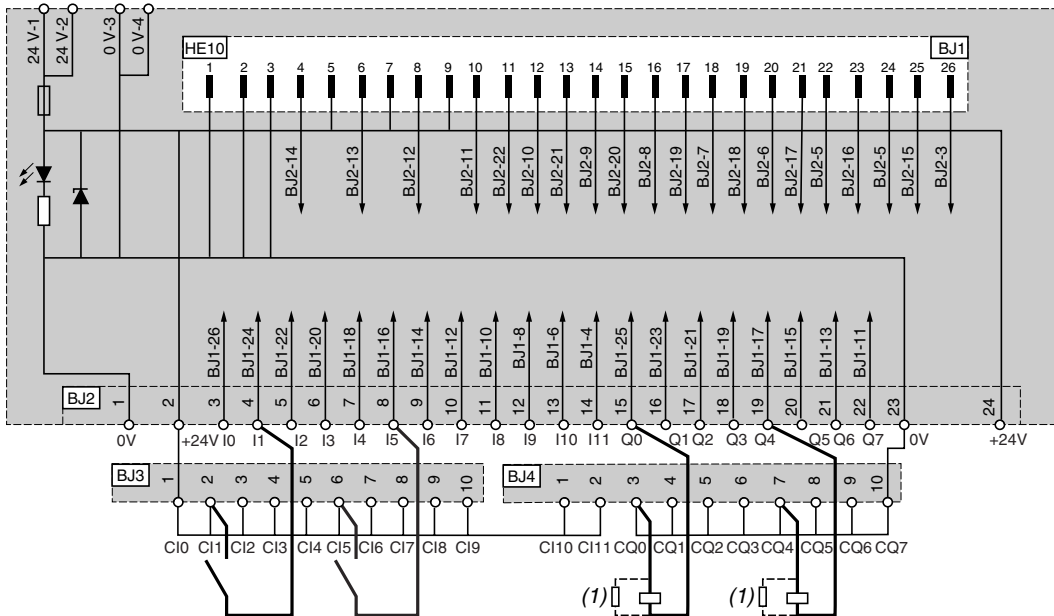 24 V-1 24 V-2 0 V-3 0 V-4
HE10 BJ1
1 2 3 4 5 6 7 8 9 10 11 12 13 14 15 16 17 18 19 20 21 22 23 24 25 26
BJ2-14 BJ2-13 BJ2-12 BJ2-11 BJ2-22 BJ2-10 BJ2-21 BJ2-9 BJ2-20 BJ2-8 BJ2-19 BJ2-7 BJ2-18 BJ2-6 BJ2-17 BJ2-5 BJ2-16 BJ2-5 BJ2-15 BJ2-3
BJ1-26 BJ1-24 BJ1-22 BJ1-20 BJ1-18 BJ1-16 BJ1-14 BJ1-12 BJ1-10 BJ1-8 BJ1-6 BJ1-4 BJ1-25 BJ1-23 BJ1-21 BJ1-19 BJ1-17 BJ1-15 BJ1-13 BJ1-11
BJ2 1 2 3 4 5 6 7 8 9 10 11 12 13 14 15 16 17 18 19 20 21 22 23 24
0V +24V I0 I1 I2 I3 I4 I5 I6 I7 I8 I9 I10 I11 Q0 Q1 Q2 Q3 Q4 Q5 Q6 Q7 0V +24V
BJ3 1 2 3 4 5 6 7 8 9 10 BJ4 1 2 3 4 5 6 7 8 9 10
CI0 CI1 CI2 CI3 CI4 CI5 CI6 CI7 CI8 CI9 CI10 CI11 CQ0 CQ1 CQ2 CQ3 CQ4 CQ5 CQ6 CQ7
(1) (1)